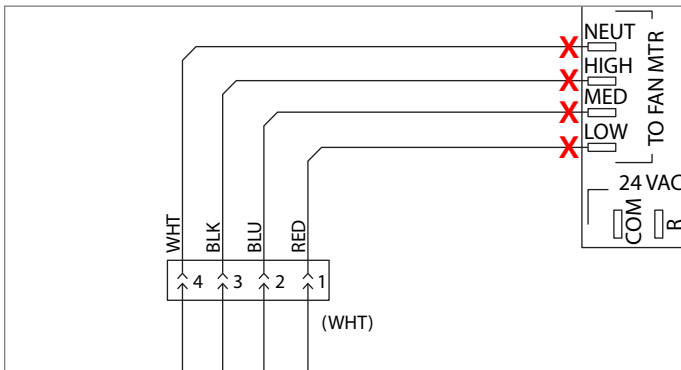 NEUT
HIGH
MED
LOW
TO FAN MTR
24 VAC
COM
R
WHT
BLK
BLU
RED
4
3
2
1
(WHT)